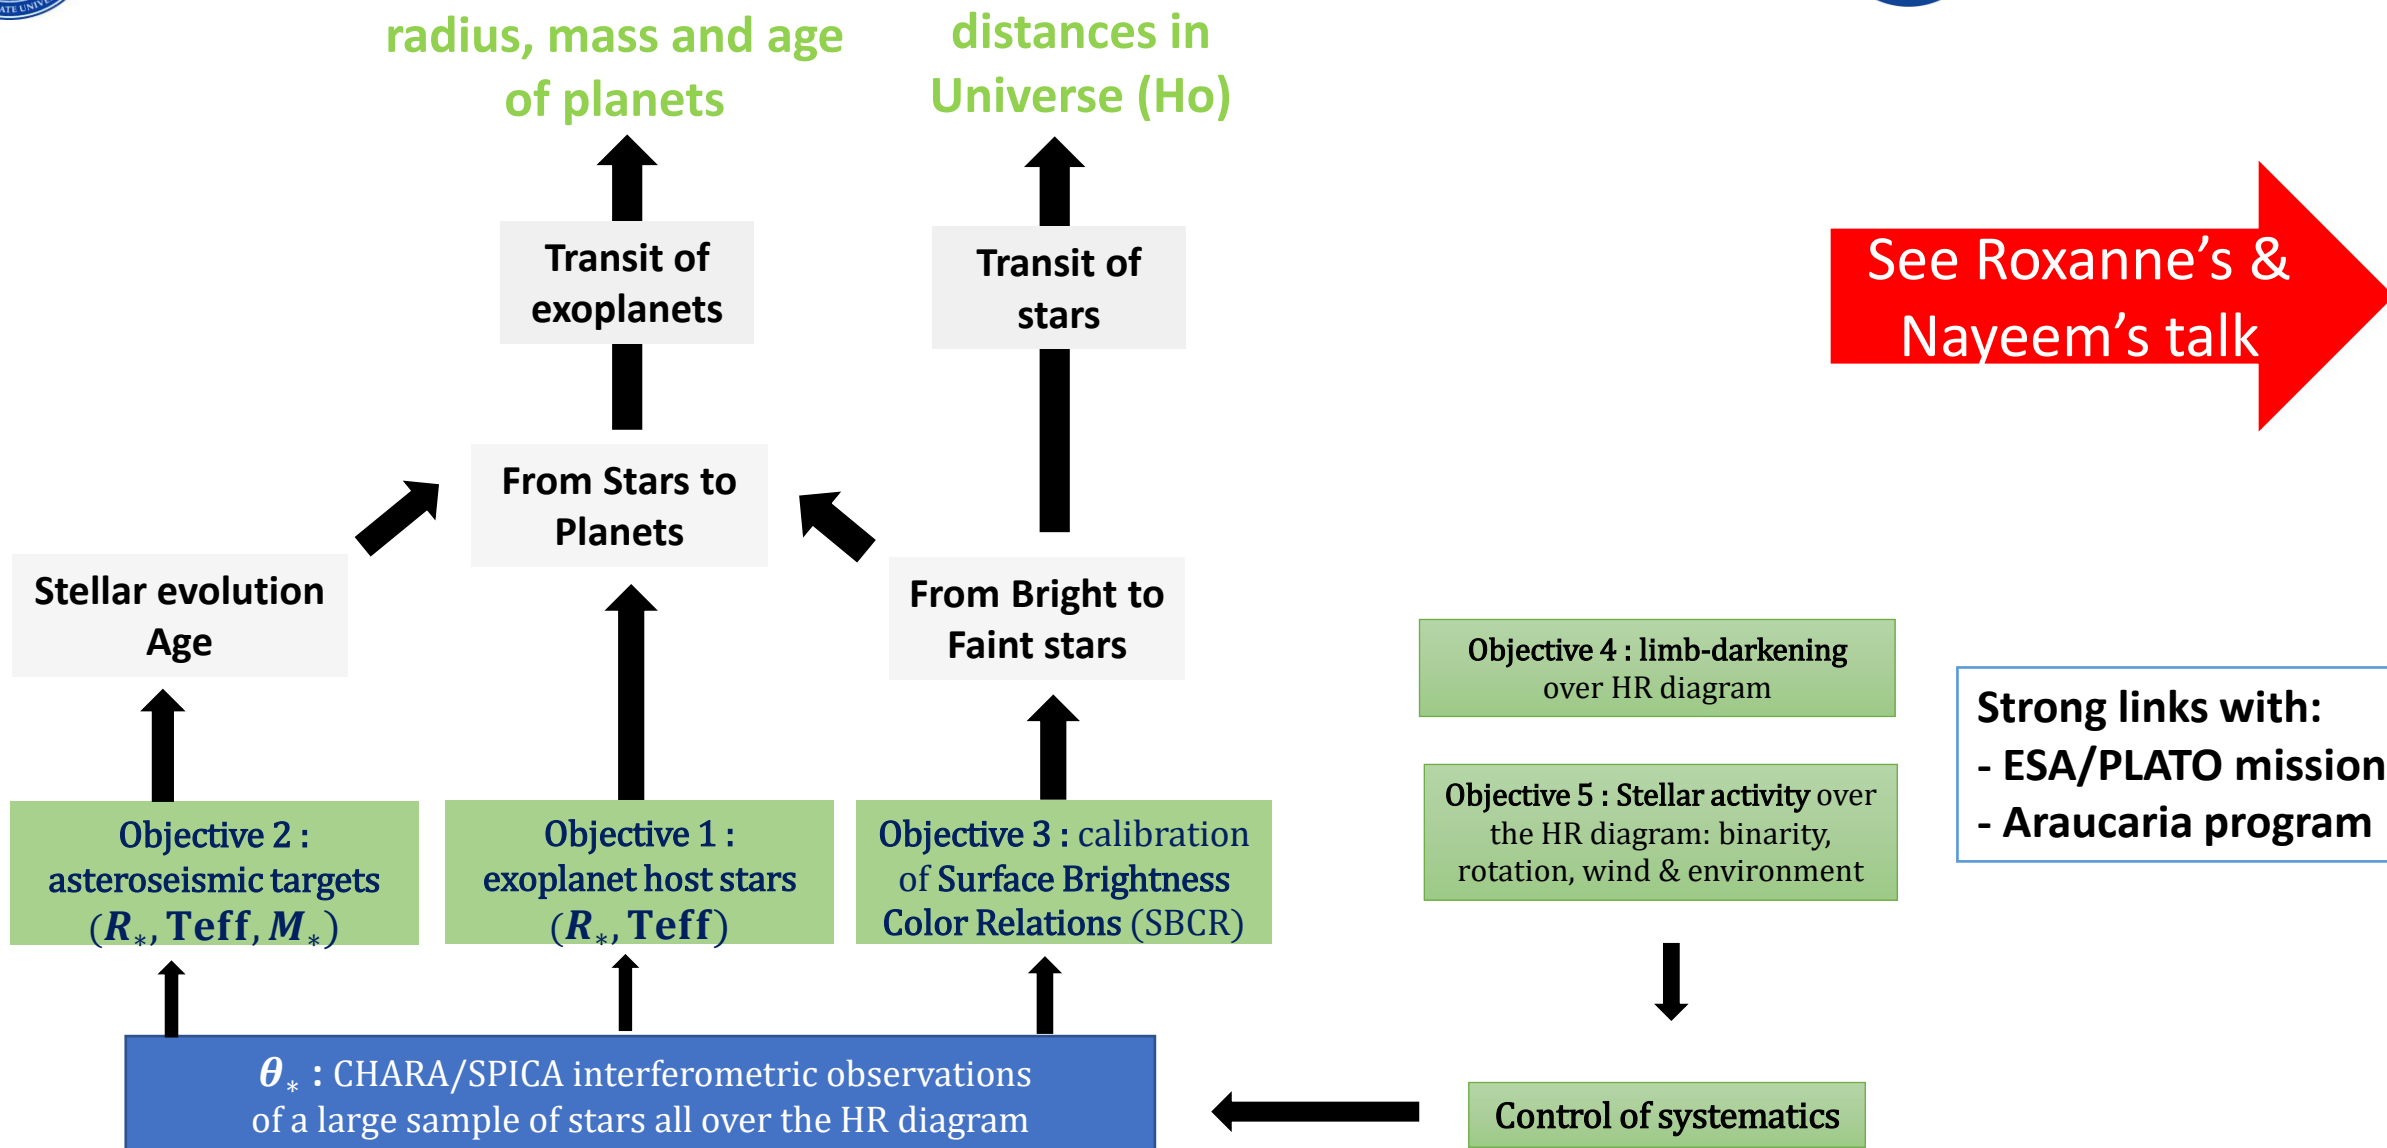 ATE UNIV
radius, mass and age
of planets
distances in
Universe (Ho)
Transit of
exoplanets
Transit of
stars
See Roxanne’s &
Nayeem’s talk
From Stars to
Planets
Stellar evolution
Age
From Bright to
Faint stars
Objective 4 : limb-darkening
over HR diagram
Strong links with:
- ESA/PLATO mission
- Araucaria program
Objective 5 : Stellar activity over
the HR diagram: binarity,
rotation, wind & environment
Objective 2 :
asteroseismic targets
(R*, Teff, M*)
Objective 1 :
exoplanet host stars
(R*, Teff)
Objective 3 : calibration
of Surface Brightness
Color Relations (SBCR)
θ* : CHARA/SPICA interferometric observations
of a large sample of stars all over the HR diagram
Control of systematics